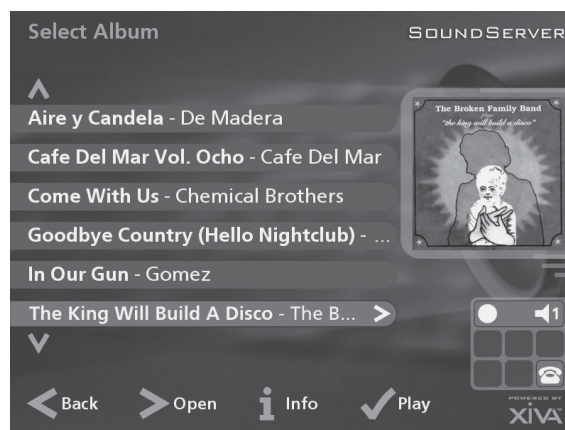 Select Album
SOUNDSERVER
Aire y Candela - De Madera
Cafe Del Mar Vol. Ocho - Cafe Del Mar
Come With Us - Chemical Brothers
Goodbye Country (Hello Nightclub) - ...
In Our Gun - Gomez
The King Will Build A Disco - The B...
The Broken Family Band
plays
"the king will build a disco"
1
Back
Open
Info
Play
POWERED BY
XiVA